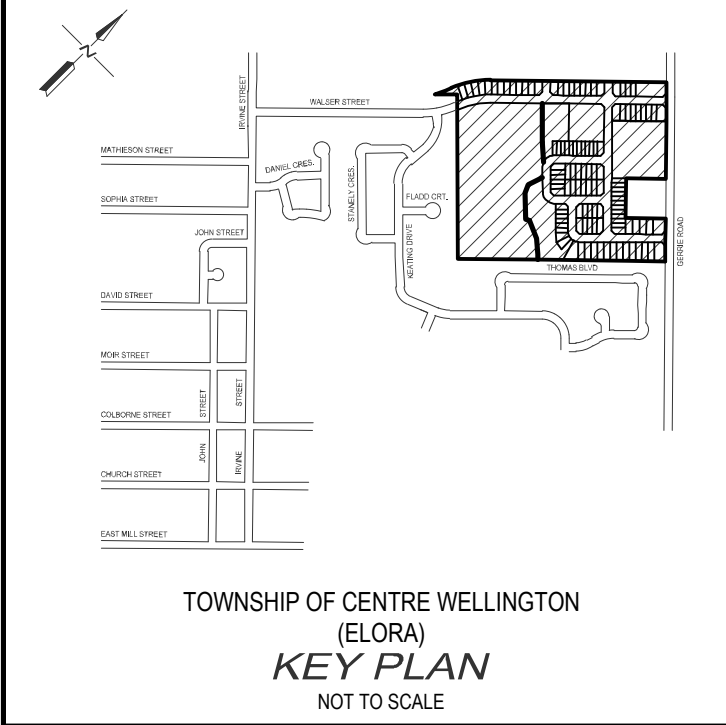 N
IRVINE STREET
WALSER STREET
MATHIESON STREET
DANIEL CRES.
STANELY CRES.
SOPHIA STREET
FLADD CRT.
JOHN STREET
KEATING DRIVE
GERRIE ROAD
THOMAS BLVD
DAVID STREET
MOIR STREET
STREET
STREET
COLBORNE STREET
JOHN
IRVINE
CHURCH STREET
EAST MILL STREET
TOWNSHIP OF CENTRE WELLINGTON
(ELORA)
KEY PLAN
NOT TO SCALE